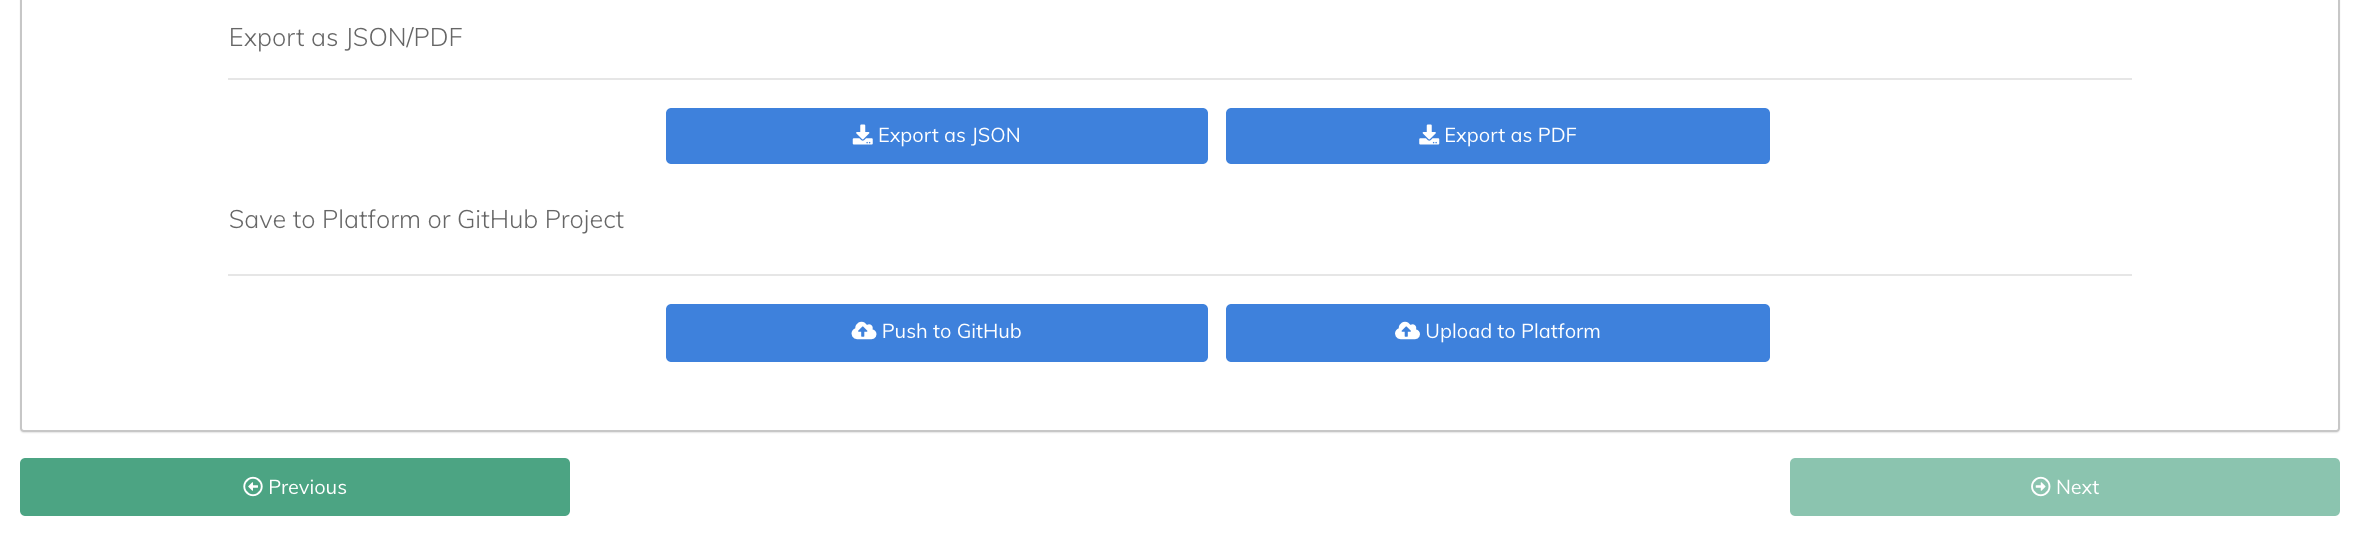 Export as JSON/PDF
Export as JSON
Export as PDF
Save to Platform or GitHub Project
Push to GitHub
Upload to Platform
Previous
Next